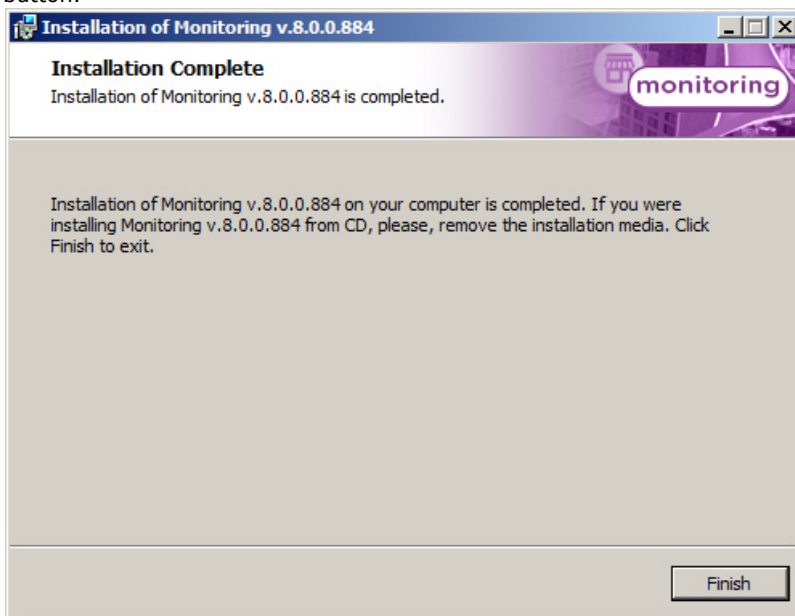 button.
Installation of Monitoring v.8.0.0.884
Installation Complete
Installation of Monitoring v.8.0.0.884 is completed.
monitoring
Installation of Monitoring v.8.0.0.884 on your computer is completed. If you were
installing Monitoring v.8.0.0.884 from CD, please, remove the installation media. Click
Finish to exit.
Finish